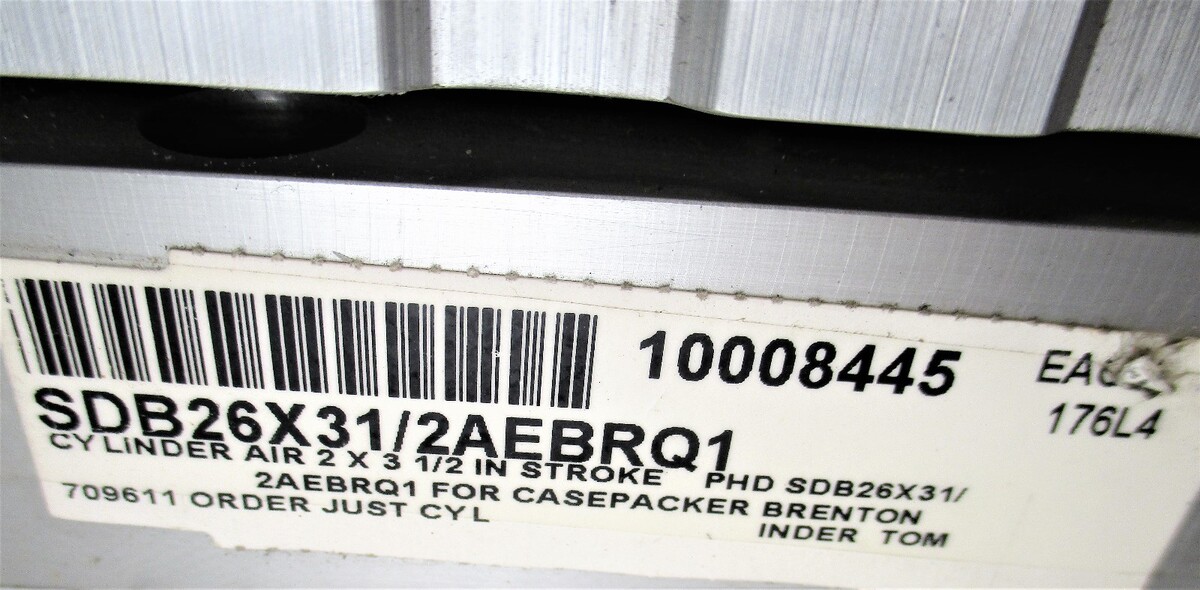 10008445
176L4
SDB26X31/2AEBRQ1
CYLINDER AIR 2 X 3 1/2 IN STROKE PHD SDB26X31/
2AEBRQ1 FOR CASEPACKER BRENTON
709611 ORDER JUST CYL INDER TOM